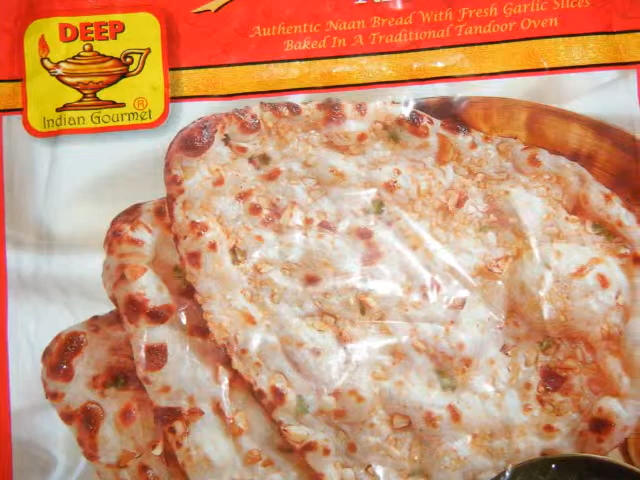 DEEP
Indian Gourmet ®
Authentic Naan Bread With Fresh Garlic Slices
Baked In A Traditional Tandoor Oven